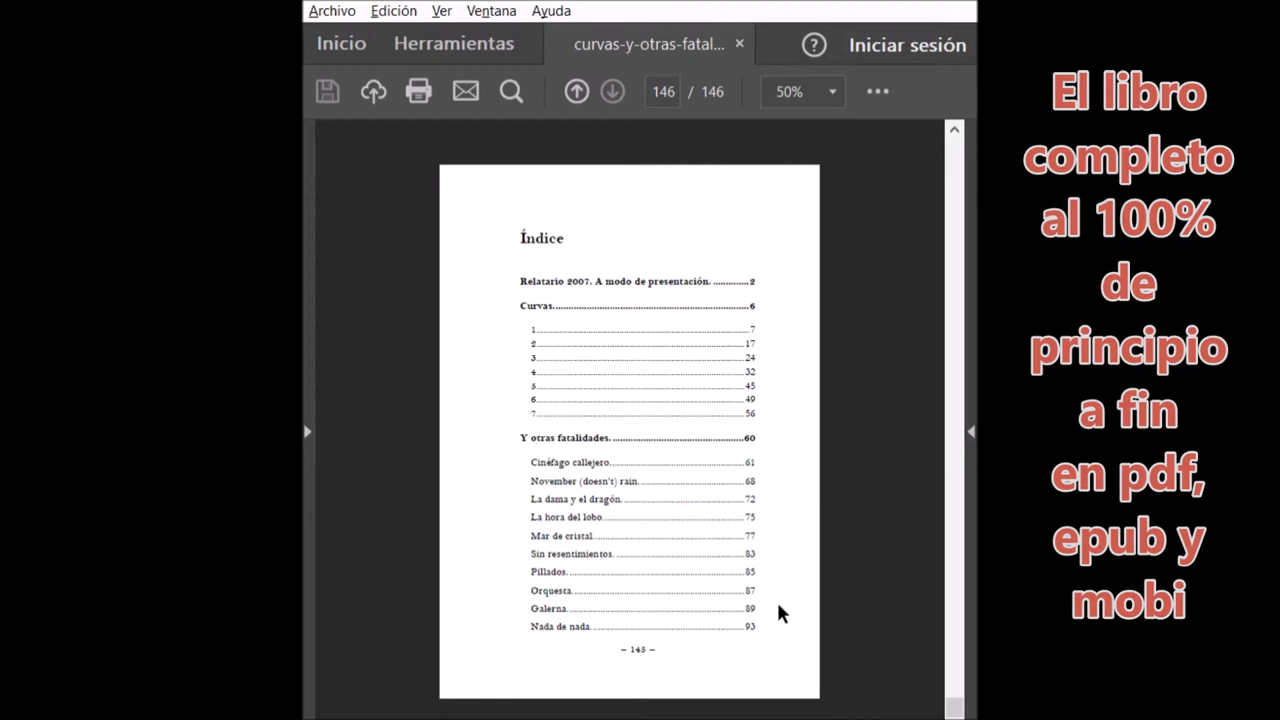 Archivo Edición Ver Ventana Ayuda
Inicio Herramientas curvas-y-otras-fatal... × ? Iniciar sesión
146 / 146 50%
Índice
Relatario 2007. A modo de presentación. .............2
Curvas......................................................................6
1..........................................................................7
2........................................................................17
3........................................................................24
4........................................................................32
5........................................................................45
6........................................................................49
7........................................................................56
Y otras fatalidades. .............................................60
Cinéfago callejero..............................................61
November (doesn't) rain....................................68
La dama y el dragón. .........................................72
La hora del lobo.................................................75
Mar de cristal.....................................................77
Sin resentimientos. ............................................83
Pillados. .............................................................85
Orquesta.............................................................87
Galerna...............................................................89
Nada de nada.....................................................93
– 145 –
El libro
completo
al 100%
de
principio
a fin
en pdf,
epub y
mobi